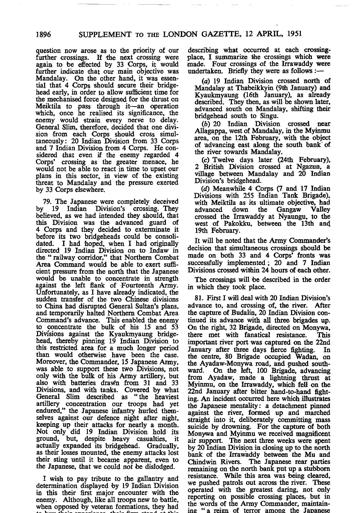 1896 SUPPLEMENT TO THE LONDON GAZETTE, 12 APRIL, 1951
question now arose as to the priority of our
further crossings. If the next crossing were
again to be effected by 33 Corps, it would
further indicate that our main objective was
Mandalay. On the other hand, it was essen-
tial that 4 Corps should secure their bridge-
head early, in order to allow sufficient time for
the mechanised force designed for the thrust on
Meiktila to pass through it—an operation
which, once he realised its significance, the
enemy would strain every nerve to delay.
General Slim, therefore, decided that one divi-
sion from each Corps should cross simul-
taneously: 20 Indian Division from 33 Corps
and 7 Indian Division from 4 Corps. He con-
sidered that even if the enemy regarded 4
Corps' crossing as the greater menace, he
would not be able to react in time to upset our
plans in this sector, in view of the existing
threat to Mandalay and the pressure exerted
by 33 Corps elsewhere.
79. The Japanese were completely deceived
by 19 Indian Division's crossing. They
believed, as we had intended they should, that
this Division was the advanced guard of
4 Corps and they decided to exterminate it
before its two bridgeheads could be consoli-
dated. I had hoped, when I had originally
directed 19 Indian Division on to Indaw in
the " railway corridor," that Northern Combat
Area Command would be able to exert suffi-
cient pressure from the north that the Japanese
would be unable to concentrate in strength
against the left flank of Fourteenth Army.
Unfortunately, as I have already indicated, the
sudden transfer of the two Chinese divisions
to China had disrupted General Sultan's plans,
and temporarily halted Northern Combat Area
Command's advance. This enabled the enemy
to concentrate the bulk of his 15 and 53
Divisions against the Kyaukmyaung bridge-
head, thereby pinning 19 Indian Division to
this restricted area for a much longer period
than would otherwise have been the case.
Moreover, the Commander, 15 Japanese Army,
was able to support these two Divisions, not
only with the bulk of his Army artillery, but
also with batteries drawn from 31 and 33
Divisions, and with tanks. Covered by what
General Slim described as " the heaviest
artillery concentration our troops had yet
endured," the Japanese infantry hurled them-
selves against our defence night after night,
keeping up their attacks for nearly a month.
Not only did 19 Indian Division hold its
ground, but, despite heavy casualties, it
actually expanded its bridgehead. Gradually,
as their losses mounted, the enemy attacks lost
their sting until it became apparent, even to
the Japanese, that we could not be dislodged.
I wish to pay tribute to the gallantry and
determination displayed by 19 Indian Division
in this their first major encounter with the
enemy. Although, like all troops new to battle,
when opposed by veteran formations, they had
describing what occurred at each crossing-
place, I summarize the crossings which were
made. Four crossings of the Irrawaddy were
undertaken. Briefly they were as follows :—
(a) 19 Indian Division crossed north of
Mandalay at Thabeikkyin (9th January) and
Kyaukmyaung (16th January), as already
described. They then, as will be shown later,
advanced south on Mandalay, shifting their
bridgehead south to Singu.
(b) 20 Indian Division crossed near
Allagappa, west of Mandalay, in the Myinmu
area, on the 12th February, with the object
of advancing east along the south bank of
the river towards Mandalay.
(c) Twelve days later (24th February),
2 British Division crossed at Ngazun, a
village between Mandalay and 20 Indian
Division's bridgehead.
(d) Meanwhile 4 Corps (7 and 17 Indian
Divisions with 255 Indian Tank Brigade),
with Meiktila as its ultimate objective, had
advanced down the Gangaw Valley
crossed the Irrawaddy at Nyaungu, to the
west of Pakokku, between the 13th and
19th February.
It will be noted that the Army Commander's
decision that simultaneous crossings should be
made on both 33 and 4 Corps' fronts was
successfully implemented ; 20 and 7 Indian
Divisions crossed within 24 hours of each other.
The crossings will be described in the order
in which they took place.
81. First I will deal with 20 Indian Division's
advance to, and crossing of, the river. After
the capture of Budalin, 20 Indian Division con-
tinued its advance with all three brigades up.
On the right, 32 Brigade, directed on Monywa,
there met with fanatical resistance. This
important river port was captured on the 22nd
January after three days fierce fighting. In
the centre, 80 Brigade occupied Wadan, on
the Ayadaw-Monywa road, and pushed south-
ward. On the left, 100 Brigade, advancing
from Ayadaw, made a lightning thrust at
Myinmu, on the Irrawaddy, which fell on the
22nd January after bitter hand-to-hand fight-
ing. An incident occurred here which illustrates
the Japanese mentality: a detachment pinned
against the river, formed up and marched
straight into it, deliberately committing mass
suicide by drowning. For the capture of both
Monywa and Myinmu we received magnificent
air support. The next three weeks were spent
by 20 Indian Division in closing up to the north
bank of the Irrawaddy between the Mu and
Chindwin Rivers. The Japanese rear parties
remaining on the north bank put up a stubborn
resistance. While this area was being cleared,
we pushed patrols out across the river. These
operated with the greatest daring, not only
reporting on possible crossing places, but in
the words of the Army Commander, maintain-
ing " a reign of terror among the Japanese